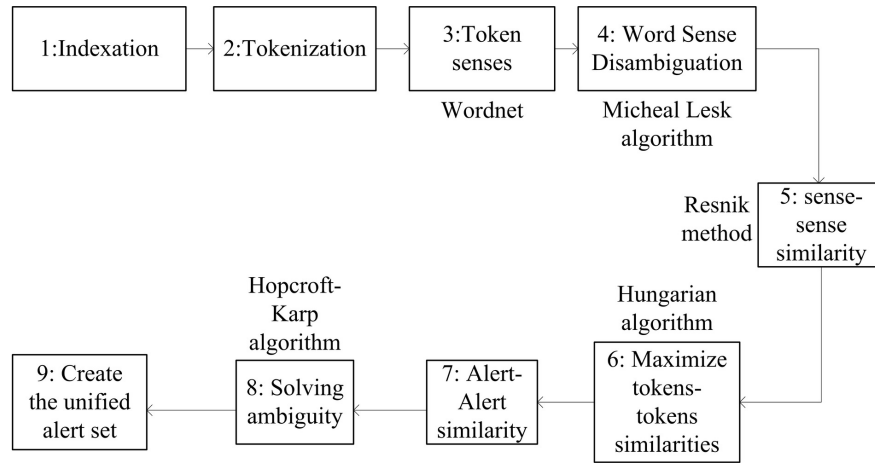 1:Indexation
2:Tokenization
3:Token
senses
4: Word Sense
Disambiguation
Wordnet
Micheal Lesk
algorithm
5: sense-
sense
similarity
Resnik
method
Hungarian
algorithm
6: Maximize
tokens-
tokens
similarities
7: Alert-
Alert
similarity
Hopcroft-
Karp
algorithm
8: Solving
ambiguity
9: Create
the unified
alert set